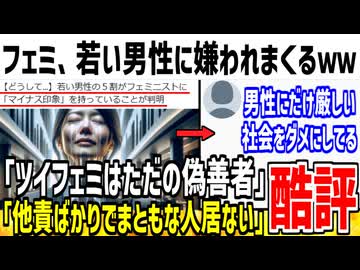 フェミ、若い男性に嫌われまくるww
【どうして…】若い男性の５割がフェミニストに
「マイナス印象」を持っていることが判明
男性にだけ厳しい
社会をダメにしてる
「ツイフェミはただの偽善者」
「他責ばかりでまともな人居ない」
酷評